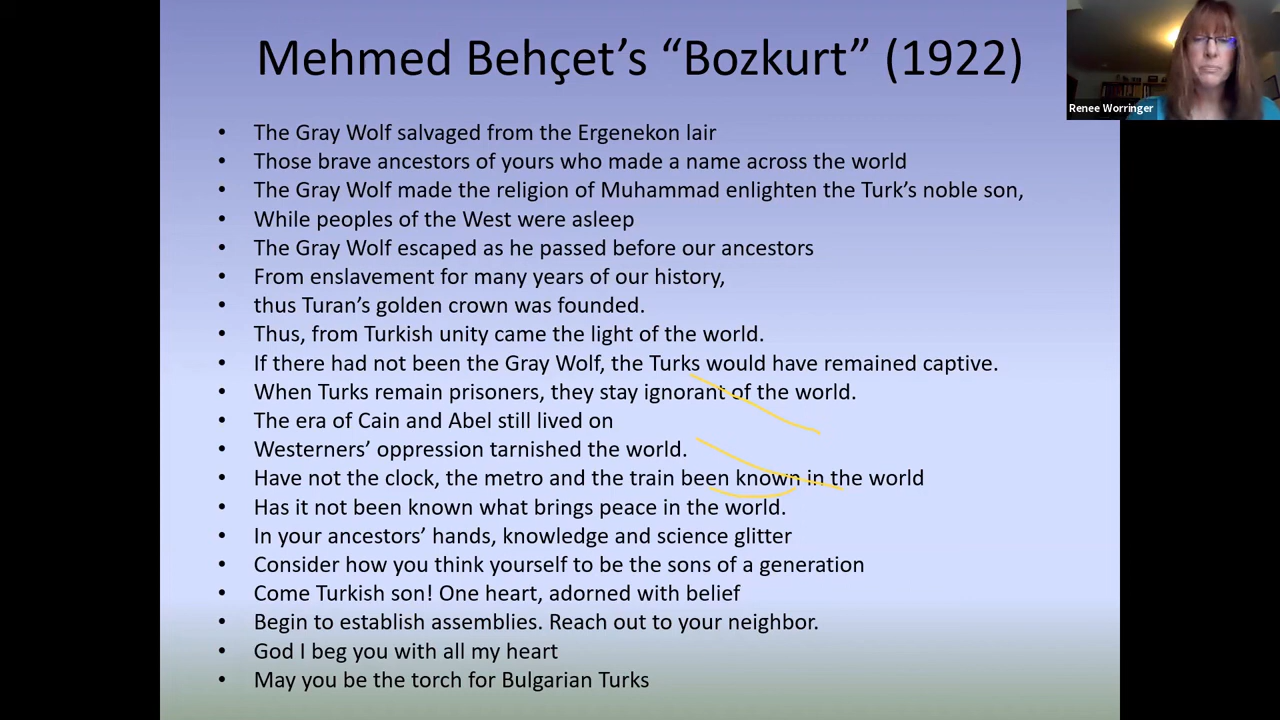 Mehmed Behçet’s “Bozkurt” (1922)
Renee Worringer
• The Gray Wolf salvaged from the Ergenekon lair
• Those brave ancestors of yours who made a name across the world
• The Gray Wolf made the religion of Muhammad enlighten the Turk’s noble son,
• While peoples of the West were asleep
• The Gray Wolf escaped as he passed before our ancestors
• From enslavement for many years of our history,
• thus Turan’s golden crown was founded.
• Thus, from Turkish unity came the light of the world.
• If there had not been the Gray Wolf, the Turks would have remained captive.
• When Turks remain prisoners, they stay ignorant of the world.
• The era of Cain and Abel still lived on
• Westerners’ oppression tarnished the world.
• Have not the clock, the metro and the train been known in the world
• Has it not been known what brings peace in the world.
• In your ancestors’ hands, knowledge and science glitter
• Consider how you think yourself to be the sons of a generation
• Come Turkish son! One heart, adorned with belief
• Begin to establish assemblies. Reach out to your neighbor.
• God I beg you with all my heart
• May you be the torch for Bulgarian Turks